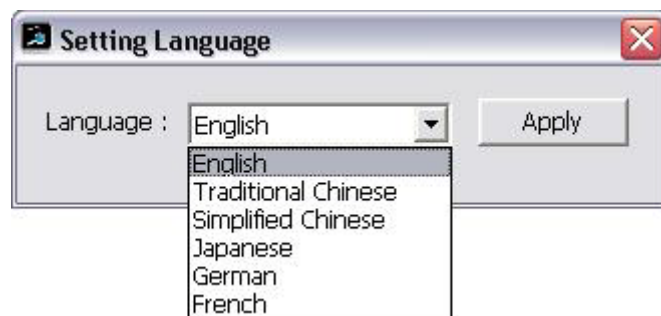 Setting Language
Language : English Apply
English
Traditional Chinese
Simplified Chinese
Japanese
German
French